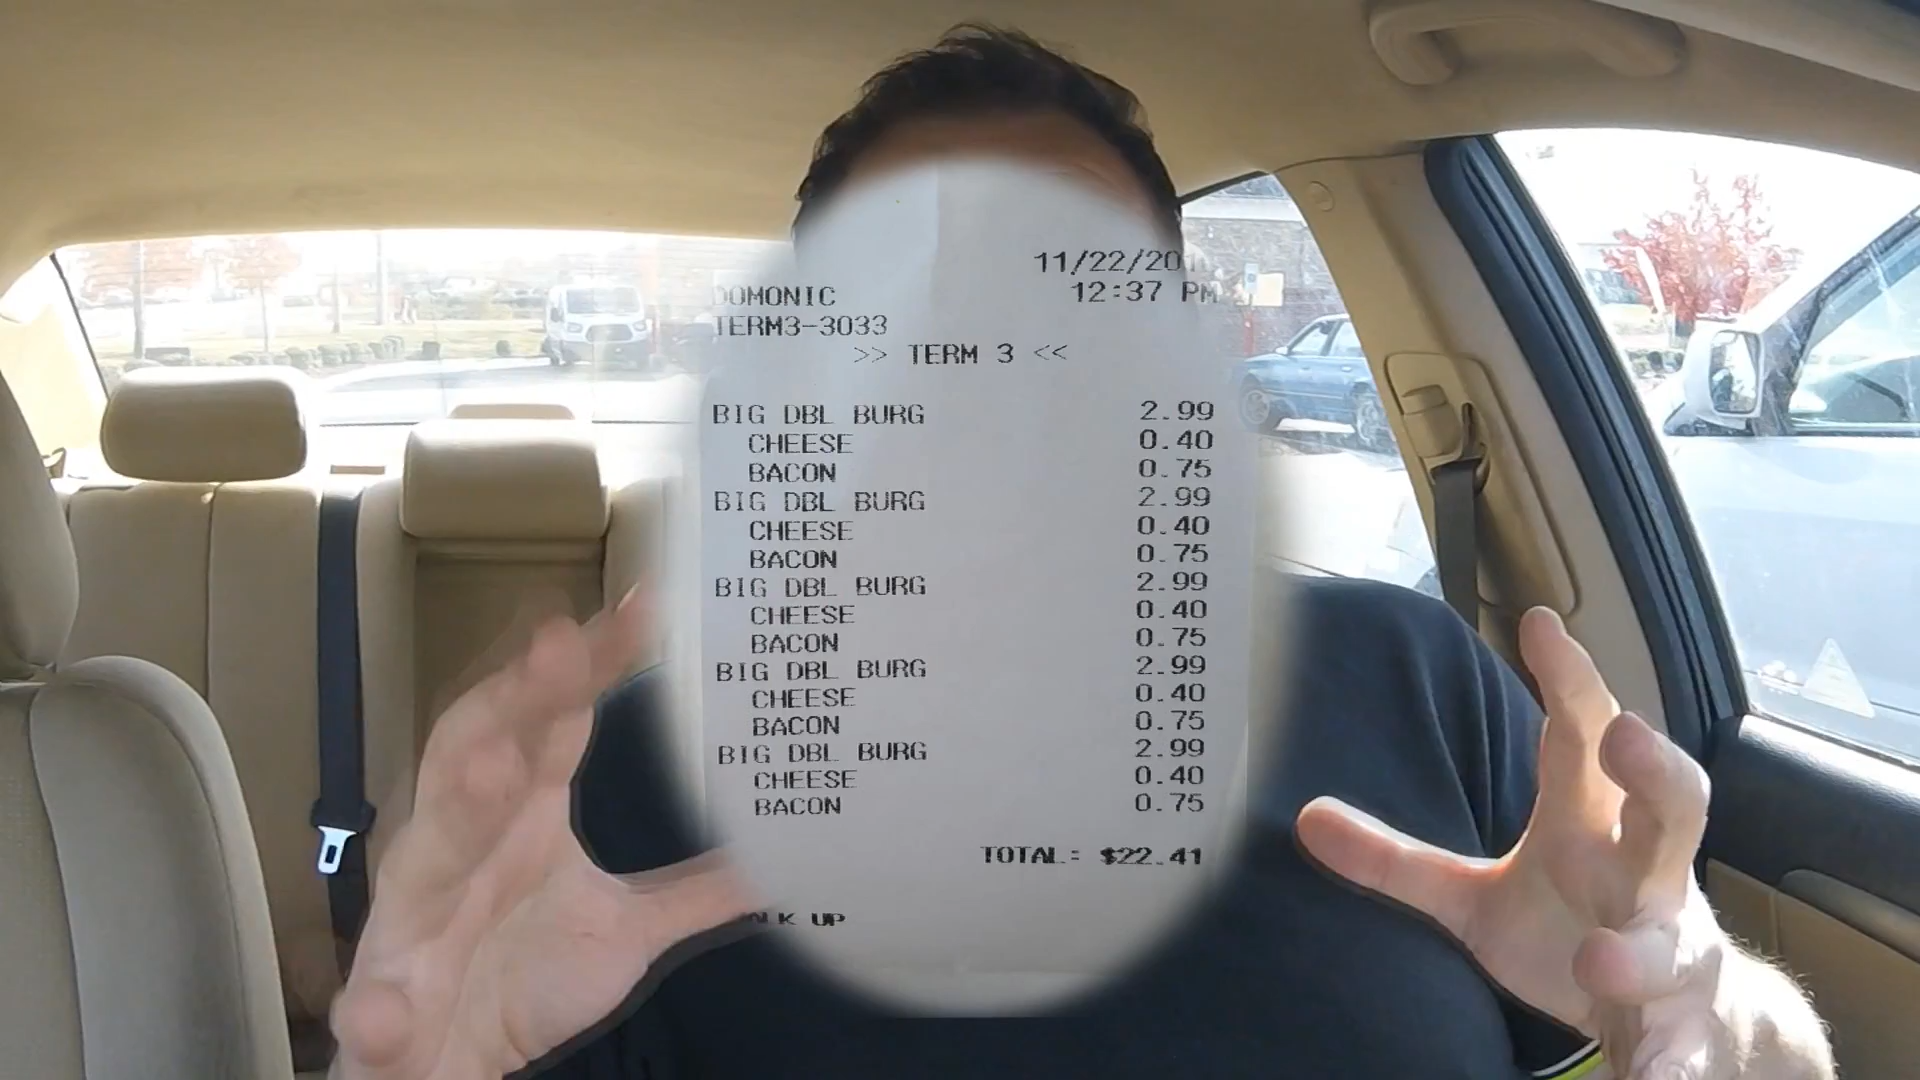 11/22/20
DOMONIC 12:37 PM
TERM3-3033
>> TERM 3 <<
BIG DBL BURG 2.99
CHEESE 0.40
BACON 0.75
BIG DBL BURG 2.99
CHEESE 0.40
BACON 0.75
BIG DBL BURG 2.99
CHEESE 0.40
BACON 0.75
BIG DBL BURG 2.99
CHEESE 0.40
BACON 0.75
BIG DBL BURG 2.99
CHEESE 0.40
BACON 0.75
TOTAL: $22.41
UP